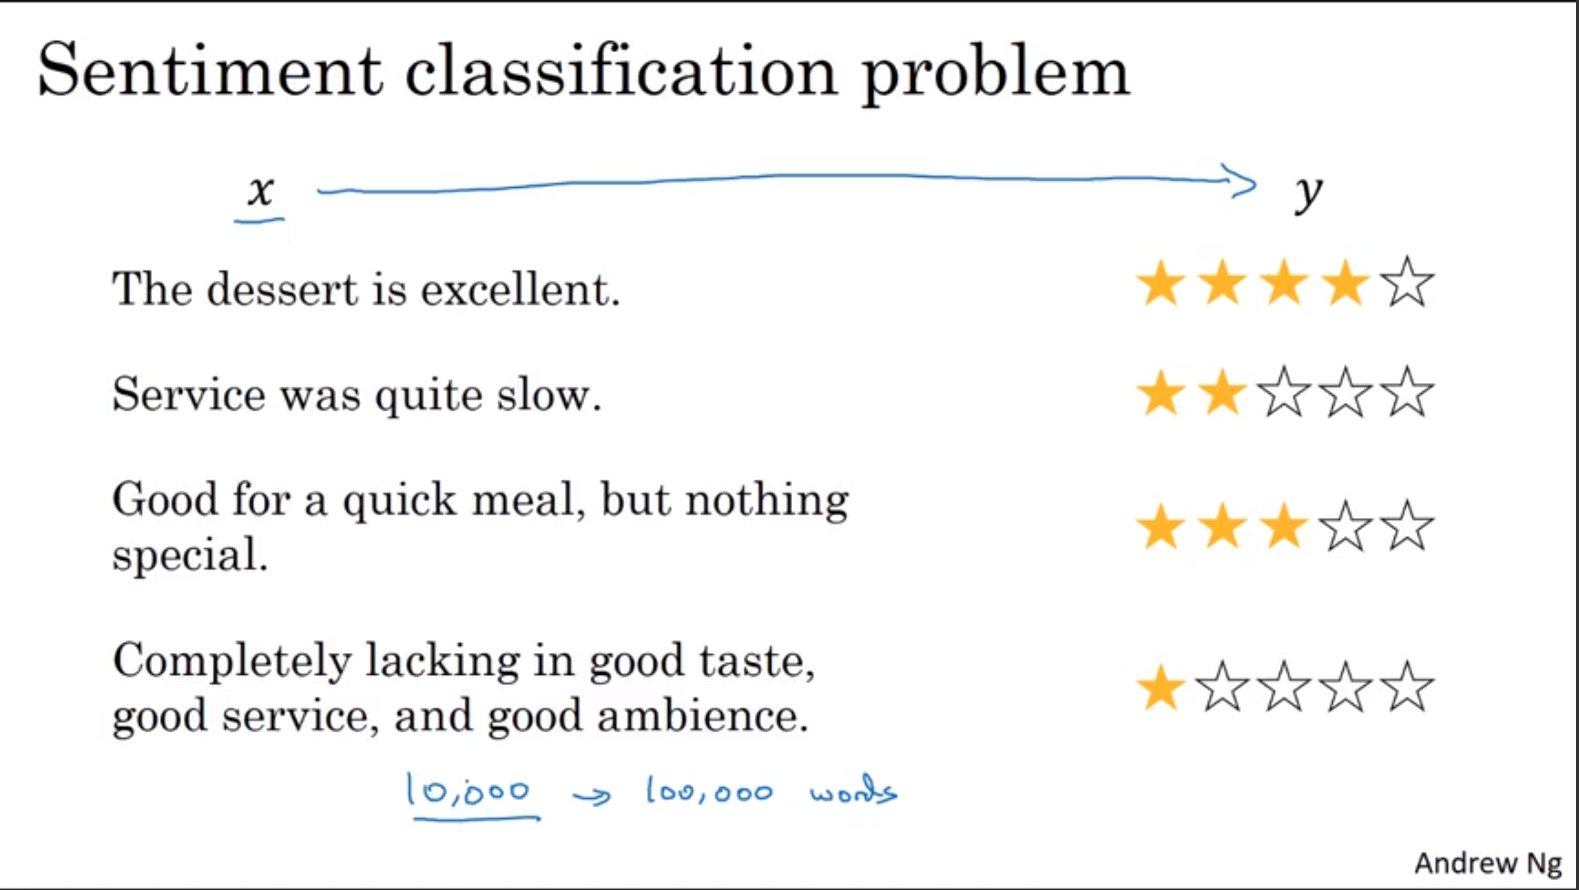 Sentiment classification problem
x → y
The dessert is excellent. ★★★★☆
Service was quite slow. ★★☆☆☆
Good for a quick meal, but nothing
special. ★★★☆☆
Completely lacking in good taste,
good service, and good ambience. ★☆☆☆☆
10,000 → 100,000 words
Andrew Ng